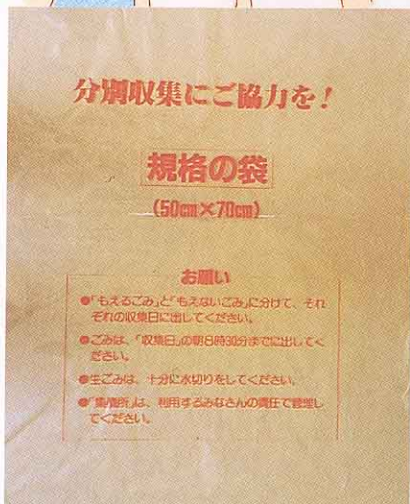 分別収集にご協力を!
規格の袋
(50cm×70cm)
お願い
●「もえるごみ」と「もえないごみ」に分けて、それ
ぞれの収集日に出してください。
●ごみは、「収集日」の朝8時30分までに出してく
ださい。
●生ごみは、十分に水切りをしてください。
●「集積所」は、利用するみなさんの責任で管理し
てください。